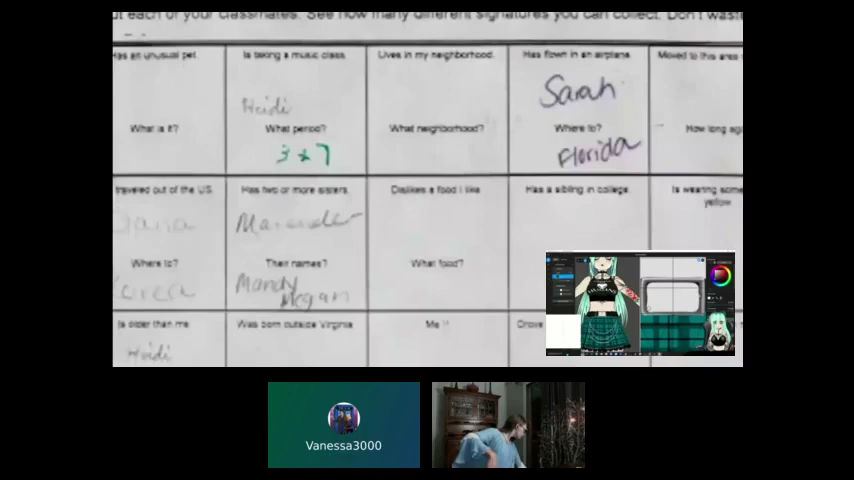 out each of your classmates. See how many different signatures you can collect. Don't waste
Has an unusual pet.
Is taking a music class.
Lives in my neighborhood.
Has flown in an airplane.
Moved to this area
Heidi
Sarah
What is it?
What period?
What neighborhood?
Where to?
How long ago
3 & 7
Florida
traveled out of the US.
Has two or more sisters.
Dislikes a food I like
Has a sibling in college.
Is wearing some
yellow
Where to?
Their names?
What food?
Korea
Mandy
Megan
Is older than me
Was born outside Virginia
Me !!
Drove
Heidi
Vanessa3000